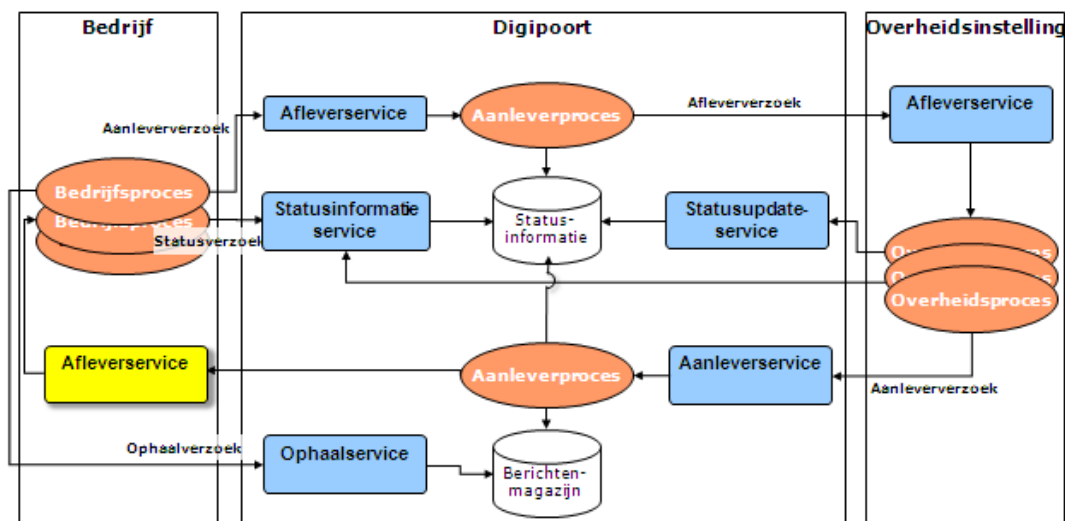 Bedrijf
Digipoort
Overheidsinstelling
Afleverservice
Aanleverproces
Afleververzoek
Afleverservice
Aanleververzoek
Bedrijfsproces
Bedrijfsproces
Statusverzoek
Statusinformatie
service
Status-
informatie
Statusupdate-
service
Overheidsproces
Afleverservice
Aanleverproces
Aanleverservice
Aanleververzoek
Ophaalverzoek
Ophaalservice
Berichten-
magazijn